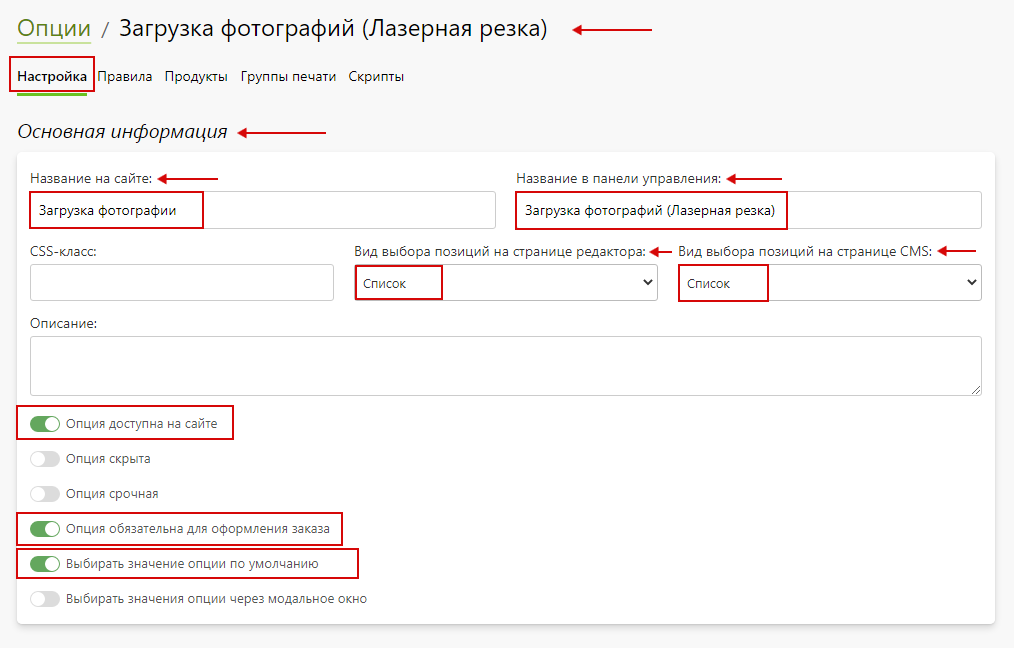 Опции / Загрузка фотографий (Лазерная резка)
Настройка Правила Продукты Группы печати Скрипты
Основная информация
Название на сайте: Название в панели управления:
Загрузка фотографии Загрузка фотографий (Лазерная резка)
CSS-класс: Вид выбора позиций на странице редактора: Вид выбора позиций на странице CMS:
Список Список
Описание:
Опция доступна на сайте
Опция скрыта
Опция срочная
Опция обязательна для оформления заказа
Выбирать значение опции по умолчанию
Выбирать значения опции через модальное окно